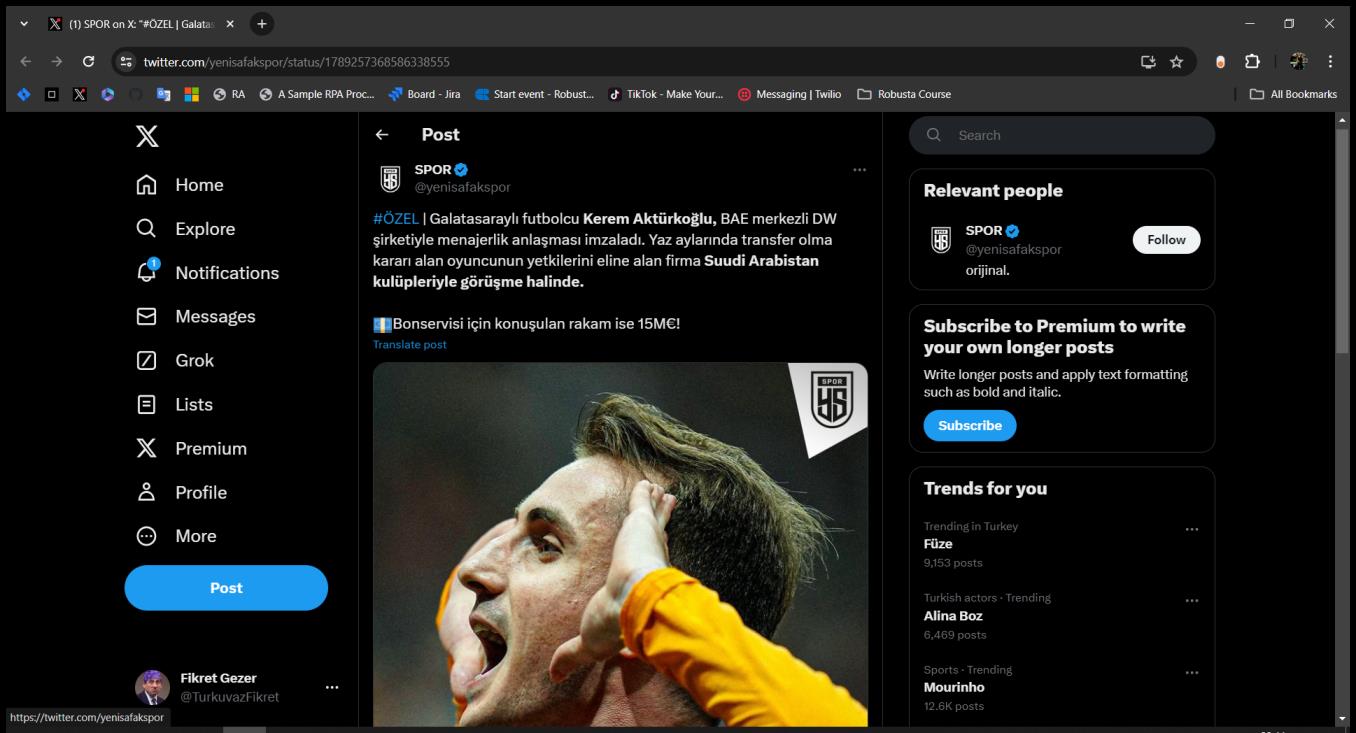 (1) SPOR on X: "#ÖZEL | Galatas
twitter.com/yenisafakspor/status/1789257368586338555
RA
A Sample RPA Proc...
Board - Jira
Start event - Robust...
TikTok - Make Your...
Messaging | Twilio
Robusta Course
All Bookmarks
Home
Explore
1
Notifications
Messages
Grok
Lists
Premium
Profile
More
Post
Fikret Gezer
@TurkuvazFikret
https://twitter.com/yenisafakspor
Post
SPOR
@yenisafakspor
#ÖZEL | Galatasaraylı futbolcu Kerem Aktürkoğlu, BAE merkezli DW
şirketiyle menajerlik anlaşması imzaladı. Yaz aylarında transfer olma
kararı alan oyuncunun yetkilerini eline alan firma Suudi Arabistan
kulüpleriyle görüşme halinde.
Bonservisi için konuşulan rakam ise 15M€!
Translate post
SPOR
YS
Search
Relevant people
SPOR
@yenisafakspor
Follow
orijinal.
Subscribe to Premium to write
your own longer posts
Write longer posts and apply text formatting
such as bold and italic.
Subscribe
Trends for you
Trending in Turkey
Füze
9,153 posts
Turkish actors · Trending
Alina Boz
6,469 posts
Sports · Trending
Mourinho
12.6K posts